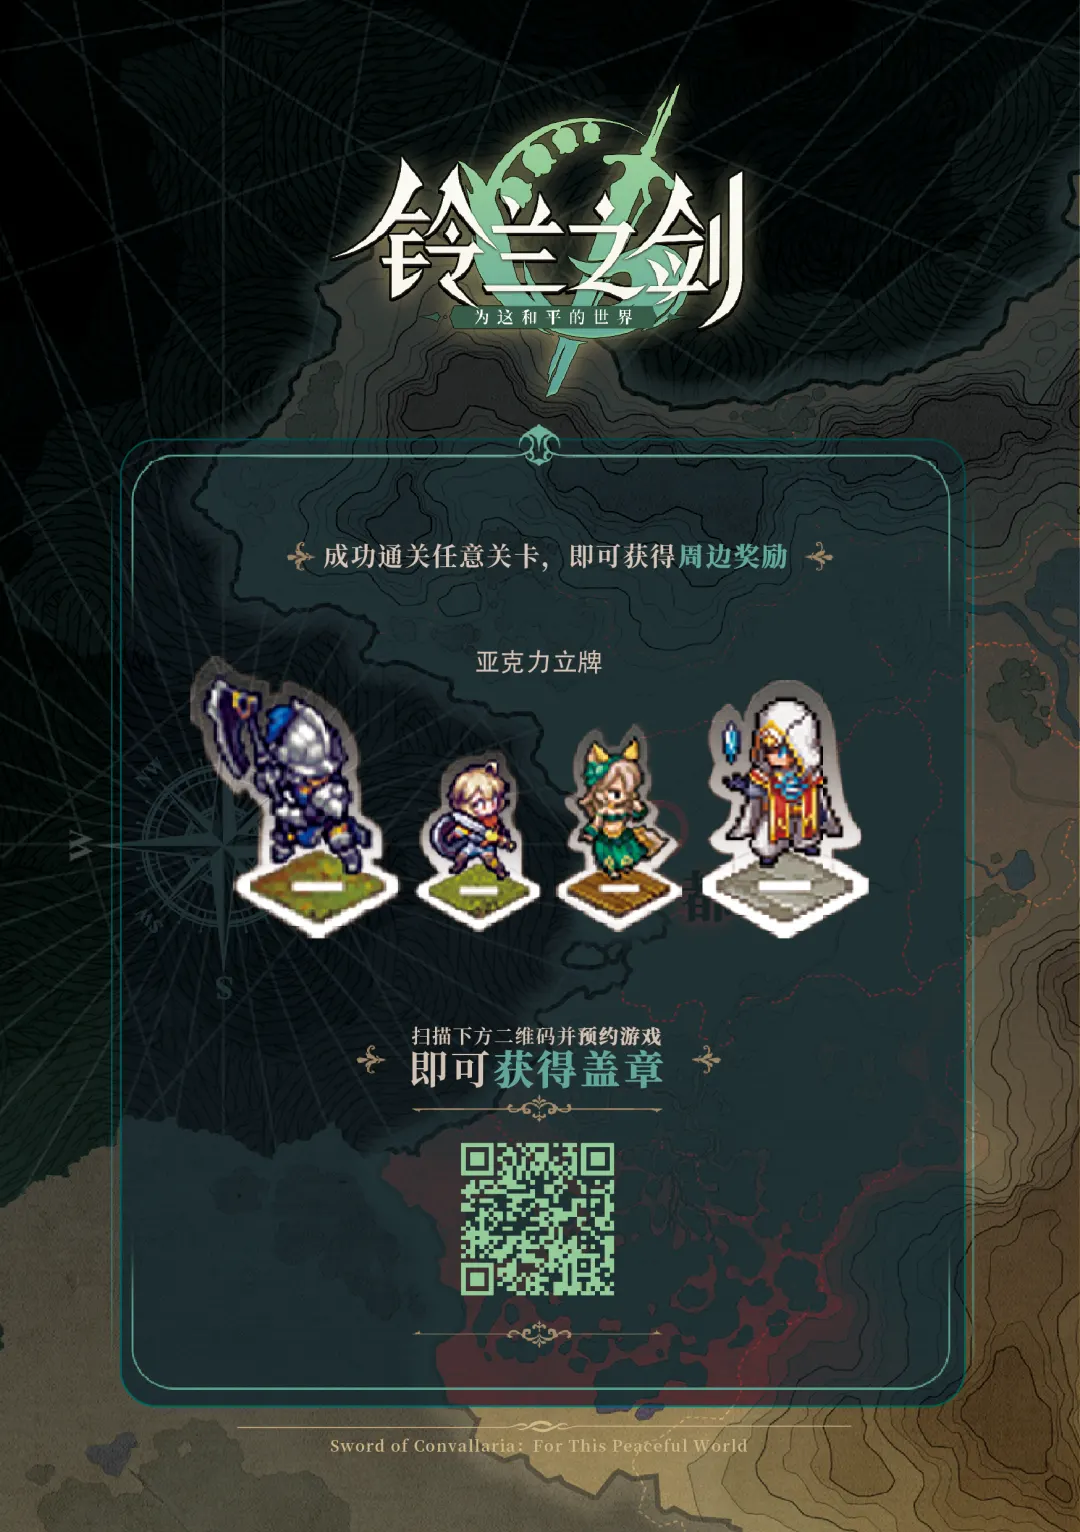 铃兰之剑
为这和平的世界
成功通关任意关卡，即可获得周边奖励
亚克力立牌
NW
W
SW
都
S
扫描下方二维码并预约游戏
即可获得盖章
Sword of Convallaria: For This Peaceful World